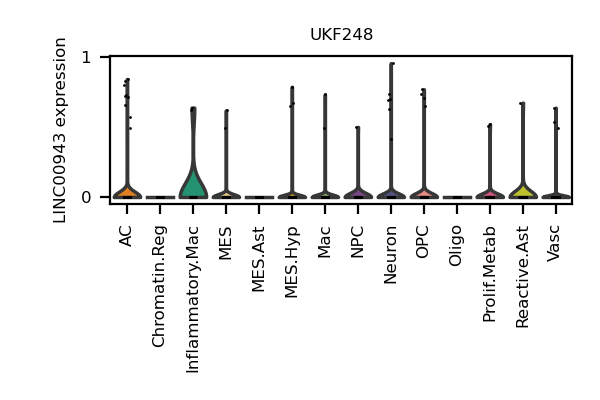 UKF248
LINC00943 expression
1
0
AC
Chromatin.Reg
Inflammatory.Mac
MES
MES.Ast
MES.Hyp
Mac
NPC
Neuron
OPC
Oligo
Prolif.Metab
Reactive.Ast
Vasc